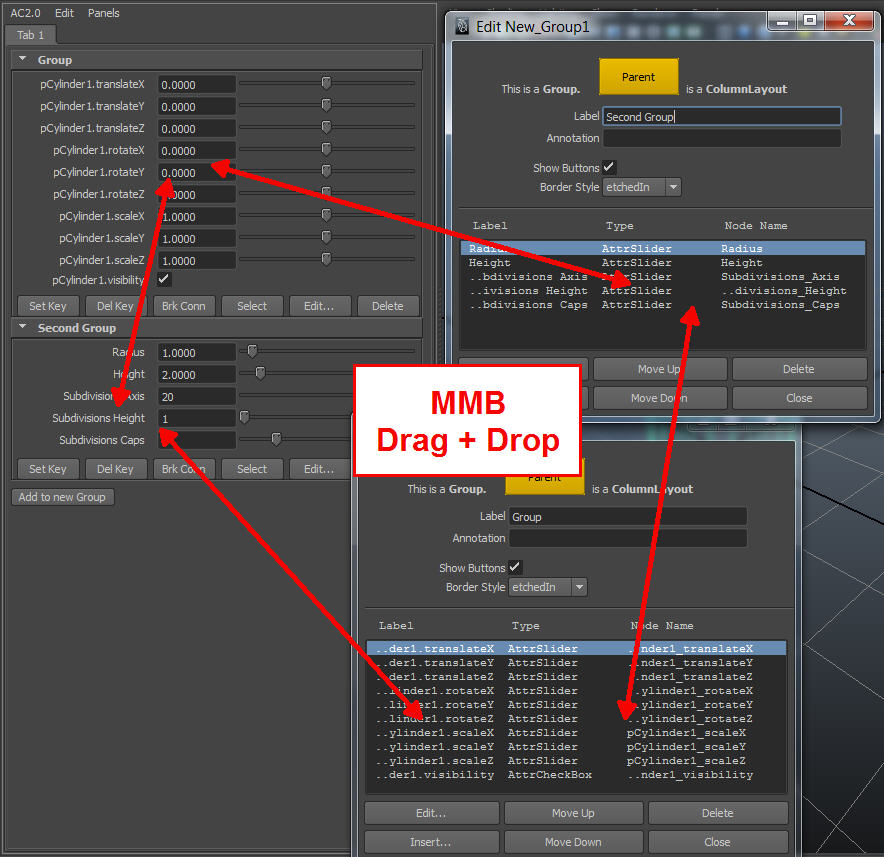 AC2.0 Edit Panels
Tab 1
Group
pCylinder1.translateX 0.0000
pCylinder1.translateY 0.0000
pCylinder1.translateZ 0.0000
pCylinder1.rotateX 0.0000
pCylinder1.rotateY 0.0000
pCylinder1.rotateZ
pCylinder1.scaleX 1.0000
pCylinder1.scaleY 1.0000
pCylinder1.scaleZ 1.0000
pCylinder1.visibility
Set Key Del Key Brk Conn Select Edit... Delete
Second Group
Radius 1.0000
Height 2.0000
Subdivisions Axis 20
Subdivisions Height 1
Subdivisions Caps
Set Key Del Key Brk Conn Select Edit...
Add to new Group
Edit New_Group1
This is a Group. Parent is a ColumnLayout
Label Second Group
Annotation
Show Buttons
Border Style etchedIn
Label Type Node Name
Radius AttrSlider Radius
Height AttrSlider Height
..bdivisions Axis AttrSlider Subdivisions_Axis
..ivisions Height AttrSlider ..divisions_Height
..bdivisions Caps AttrSlider Subdivisions_Caps
Move Up Delete
Move Down Close
MMB
Drag + Drop
This is a Group. Parent is a ColumnLayout
Label Group
Annotation
Show Buttons
Border Style etchedIn
Label Type Node Name
..der1.translateX AttrSlider ..nder1_translateX
..der1.translateY AttrSlider ..nder1_translateY
..der1.translateZ AttrSlider ..nder1_translateZ
..linder1.rotateX AttrSlider ..ylinder1_rotateX
..linder1.rotateY AttrSlider ..ylinder1_rotateY
..linder1.rotateZ AttrSlider ..ylinder1_rotateZ
..ylinder1.scaleX AttrSlider pCylinder1_scaleX
..ylinder1.scaleY AttrSlider pCylinder1_scaleY
..ylinder1.scaleZ AttrSlider pCylinder1_scaleZ
..der1.visibility AttrCheckBox ..nder1_visibility
Edit... Move Up Delete
Insert... Move Down Close